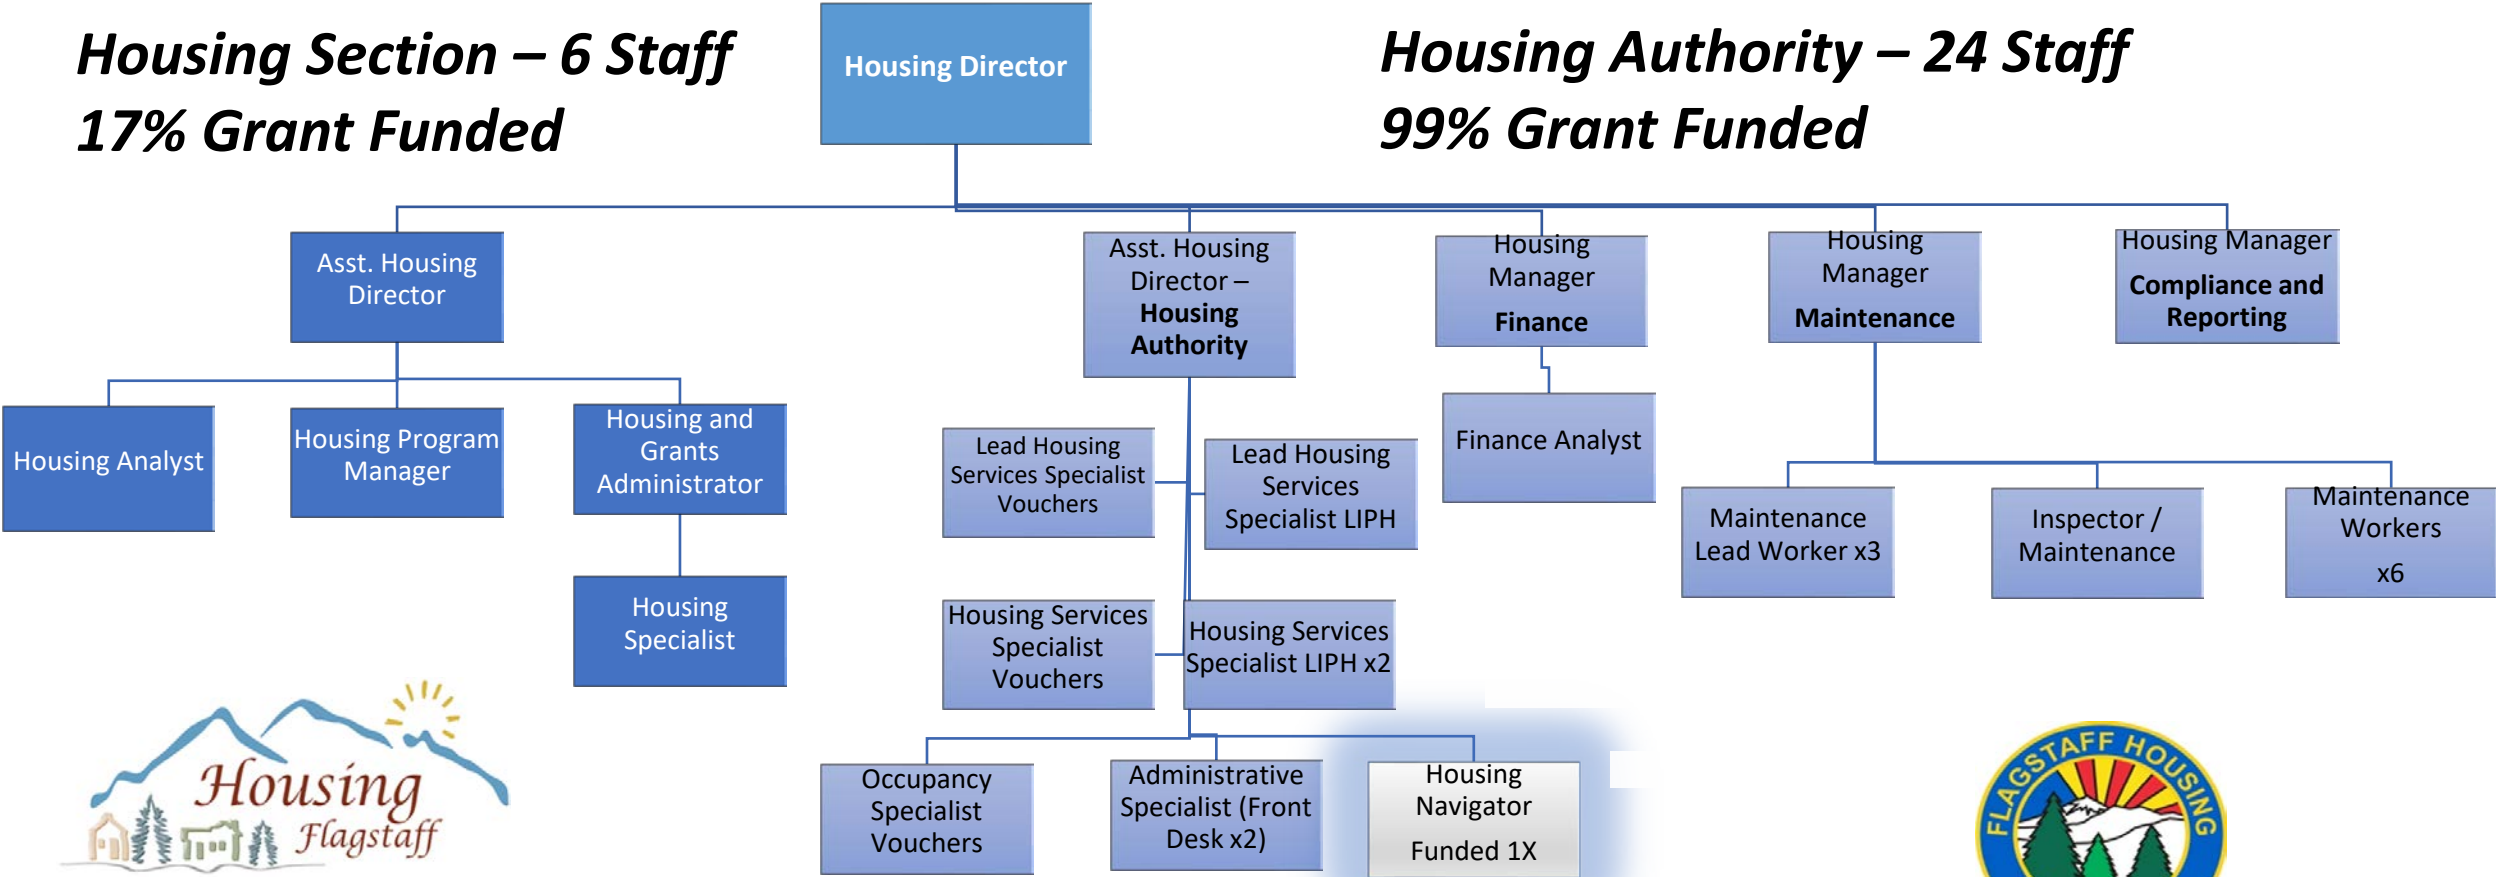 Housing Section – 6 Staff
17% Grant Funded
Housing Director
Housing Authority – 24 Staff
99% Grant Funded
Asst. Housing
Director
Asst. Housing
Director –
Housing
Authority
Housing
Manager
Finance
Housing
Manager
Maintenance
Housing Manager
Compliance and
Reporting
Housing Analyst
Housing Program
Manager
Housing and
Grants
Administrator
Lead Housing
Services Specialist
Vouchers
Lead Housing
Services
Specialist LIPH
Finance Analyst
Maintenance
Lead Worker x3
Inspector /
Maintenance
Maintenance
Workers
x6
Housing
Specialist
Housing Services
Specialist
Vouchers
Housing Services
Specialist LIPH x2
Occupancy
Specialist
Vouchers
Administrative
Specialist (Front
Desk x2)
Housing
Navigator
Funded 1X
Housing
Flagstaff
FLAGSTAFF HOUSING